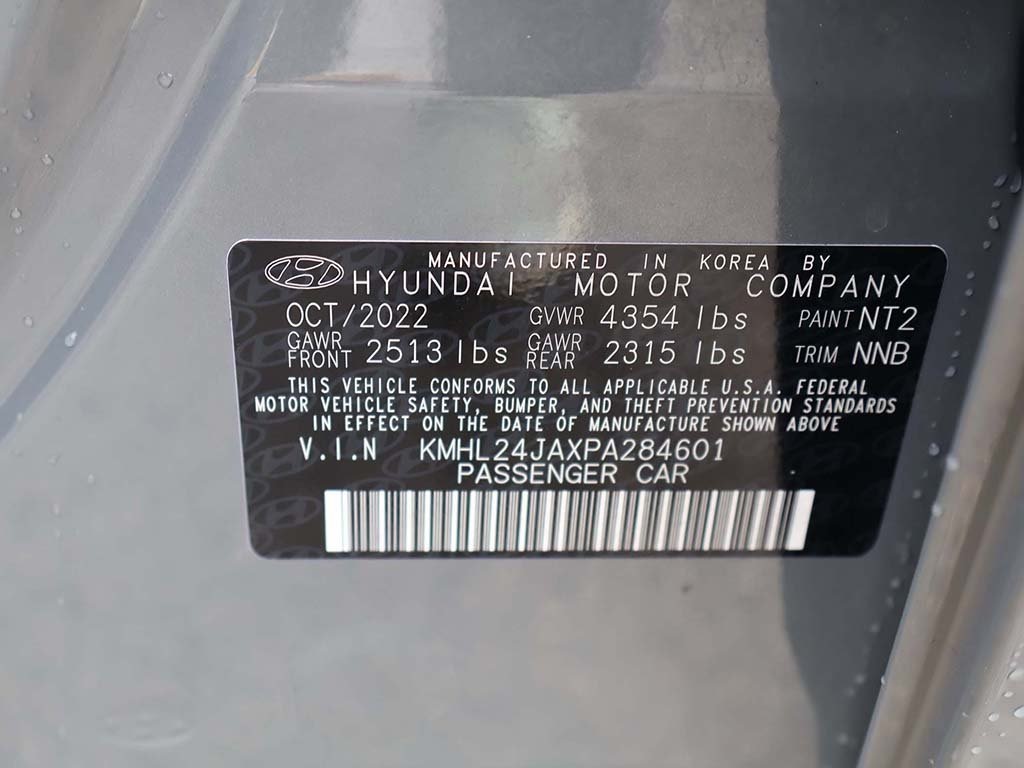 MANUFACTURED IN KOREA BY
HYUNDAI MOTOR COMPANY
OCT/2022 GVWR 4354 lbs PAINT NT2
GAWR FRONT 2513 lbs GAWR REAR 2315 lbs TRIM NNB
THIS VEHICLE CONFORMS TO ALL APPLICABLE U.S.A. FEDERAL
MOTOR VEHICLE SAFETY, BUMPER, AND THEFT PREVENTION STANDARDS
IN EFFECT ON THE DATE OF MANUFACTURE SHOWN ABOVE
V.I.N KMHL24JAXPA284601
PASSENGER CAR